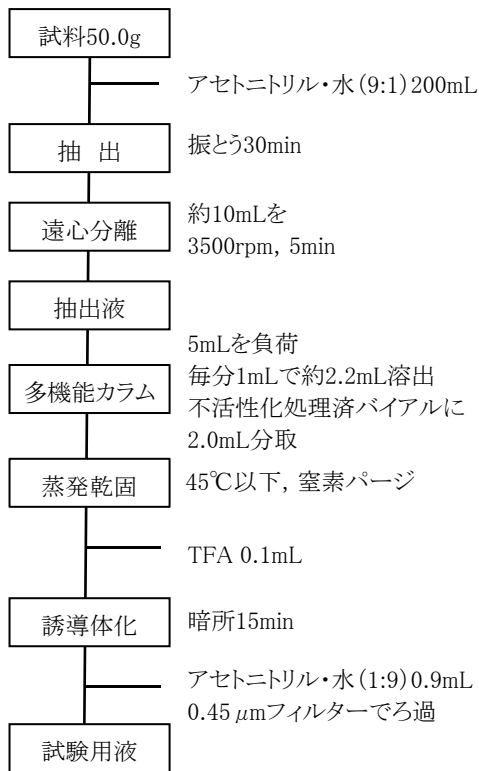 試料50.0g
アセトニトリル・水(9:1)200mL
抽 出
振とう30min
遠心分離
約10mLを
3500rpm, 5min
抽出液
5mLを負荷
多機能カラム
毎分1mLで約2.2mL溶出
不活性化処理済バイアルに
2.0mL分取
蒸発乾固
45℃以下, 窒素パージ
TFA 0.1mL
誘導体化
暗所15min
アセトニトリル・水(1:9)0.9mL
0.45μmフィルターでろ過
試験用液